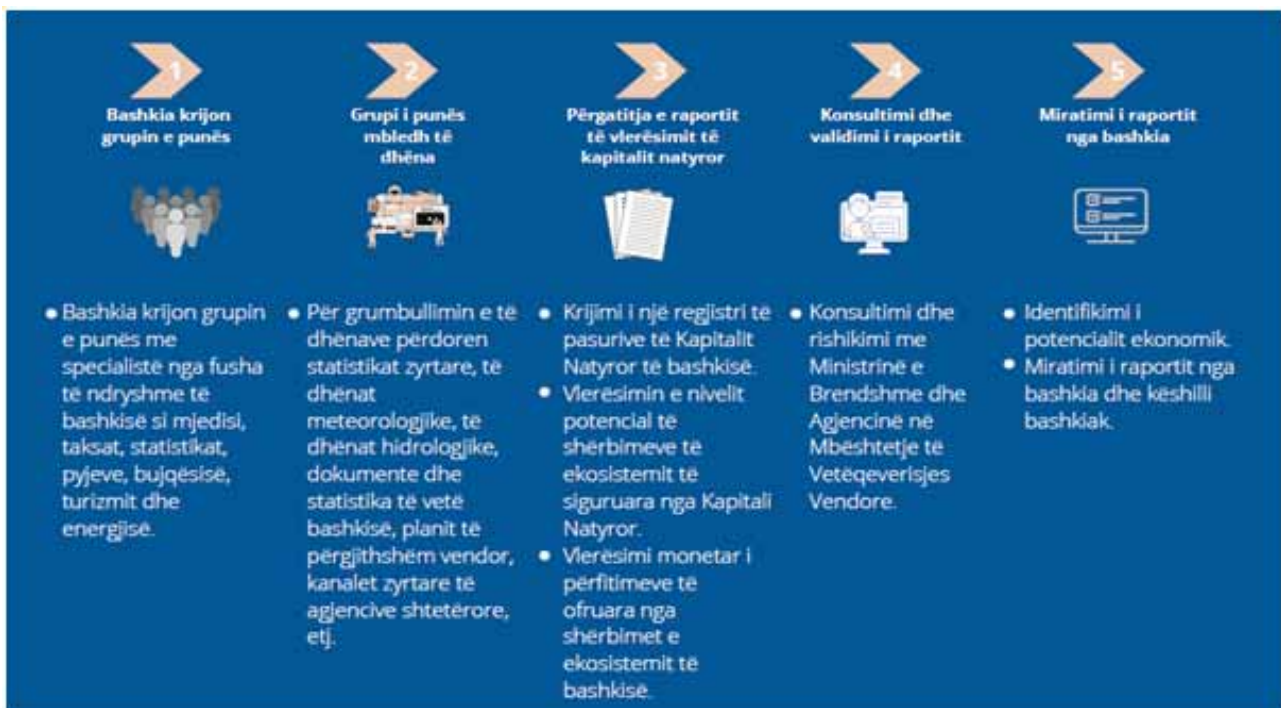 1
Bashkia krijon
grupin e punës
Bashkia krijon grupin
e punës me
specialistë nga fusha
të ndryshme të
bashkisë si mjedisi,
taksat, statistikat,
pyjeve, bujqësisë,
turizmit dhe
energjisë.
2
Grupi i punës
mbledh të
dhëna
Për grumbullimin e të
dhënave përdoren
statistikat zyrtare, të
dhënat
meteorologjike, të
dhënat hidrologjike,
dokumente dhe
statistika të vetë
bashkisë, planit të
përgjithshëm vendor,
kanalet zyrtare të
agjencive shtetërore,
etj.
3
Përgatitja e raportit
të vlerësimit të
kapitalit natyror
Krijimi i një regjistri të
pasurive të Kapitalit
Natyror të bashkisë.
Vlerësimin e nivelit
potencial të
shërbimeve të
ekosistemit të
siguruara nga Kapitali
Natyror.
Vlerësimi monetar i
përfitimeve të
ofruara nga
shërbimet e
ekosistemit të
bashkisë.
4
Konsultimi dhe
validimi i raportit
Konsultimi dhe
rishikimi me
Ministrinë e
Brendshme dhe
Agjencinë në
Mbështetje të
Vetëqeverisjes
Vendore.
5
Miratimi i raportit
nga bashkia
Identifikimi i
potencialit ekonomik.
Miratimi i raportit nga
bashkia dhe këshilli
bashkiak.